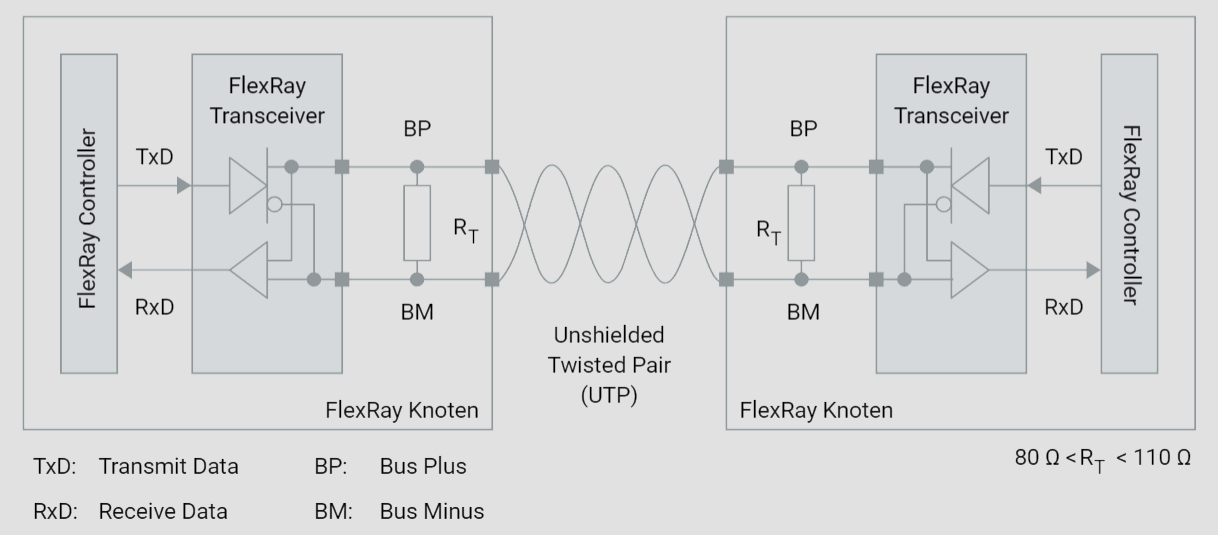 FlexRay Controller
TxD
RxD
FlexRay
Transceiver
BP
R_T
BM
FlexRay Knoten
Unshielded
Twisted Pair
(UTP)
BP
R_T
BM
FlexRay
Transceiver
TxD
RxD
FlexRay Controller
FlexRay Knoten
80 Ω < R_T < 110 Ω
TxD: Transmit Data BP: Bus Plus
RxD: Receive Data BM: Bus Minus